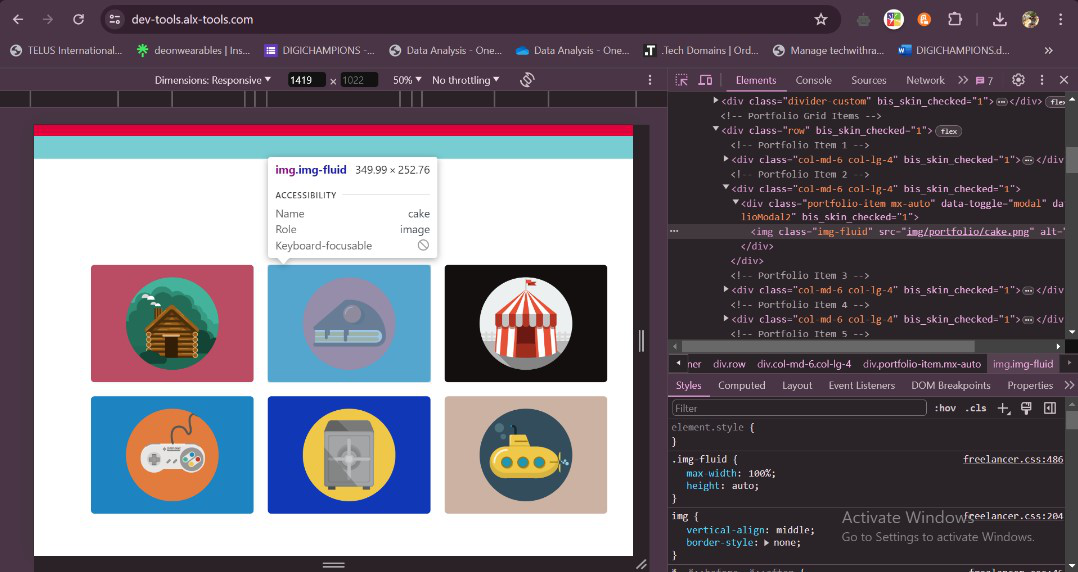 dev-tools.alx-tools.com
TELUS International...
deonwearables | Ins...
DIGICHAMPIONS -...
Data Analysis - One...
Data Analysis - One...
.Tech Domains | Ord...
Manage techwithra...
DIGICHAMPIONS.d...
»
Dimensions: Responsive ▼ 1419 × 1022 50% ▼ No throttling ▼
Elements Console Sources Network » 7
▶<div class="divider-custom" bis_skin_checked="1">⋯</div> flex
<!-- Portfolio Grid Items -->
▼<div class="row" bis_skin_checked="1"> flex
<!-- Portfolio Item 1 -->
▶<div class="col-md-6 col-lg-4" bis_skin_checked="1">⋯</div>
<!-- Portfolio Item 2 -->
▼<div class="col-md-6 col-lg-4" bis_skin_checked="1">
▼<div class="portfolio-item mx-auto" data-toggle="modal" da
lioModal2" bis_skin_checked="1">
<img class="img-fluid" src="img/portfolio/cake.png" alt="
</div>
</div>
<!-- Portfolio Item 3 -->
▶<div class="col-md-6 col-lg-4" bis_skin_checked="1">⋯</div>
<!-- Portfolio Item 4 -->
▶<div class="col-md-6 col-lg-4" bis_skin_checked="1">⋯</div>
<!-- Portfolio Item 5 -->
img.img-fluid 349.99 × 252.76
ACCESSIBILITY
Name cake
Role image
Keyboard-focusable
ner div.row div.col-md-6.col-lg-4 div.portfolio-item.mx-auto img.img-fluid
Styles Computed Layout Event Listeners DOM Breakpoints Properties »
Filter :hov .cls
element.style {
}
.img-fluid { freelancer.css:486
max-width: 100%;
height: auto;
}
img { freelancer.css:204
vertical-align: middle;
border-style: ▶ none;
}
Activate Windows
Go to Settings to activate Windows.